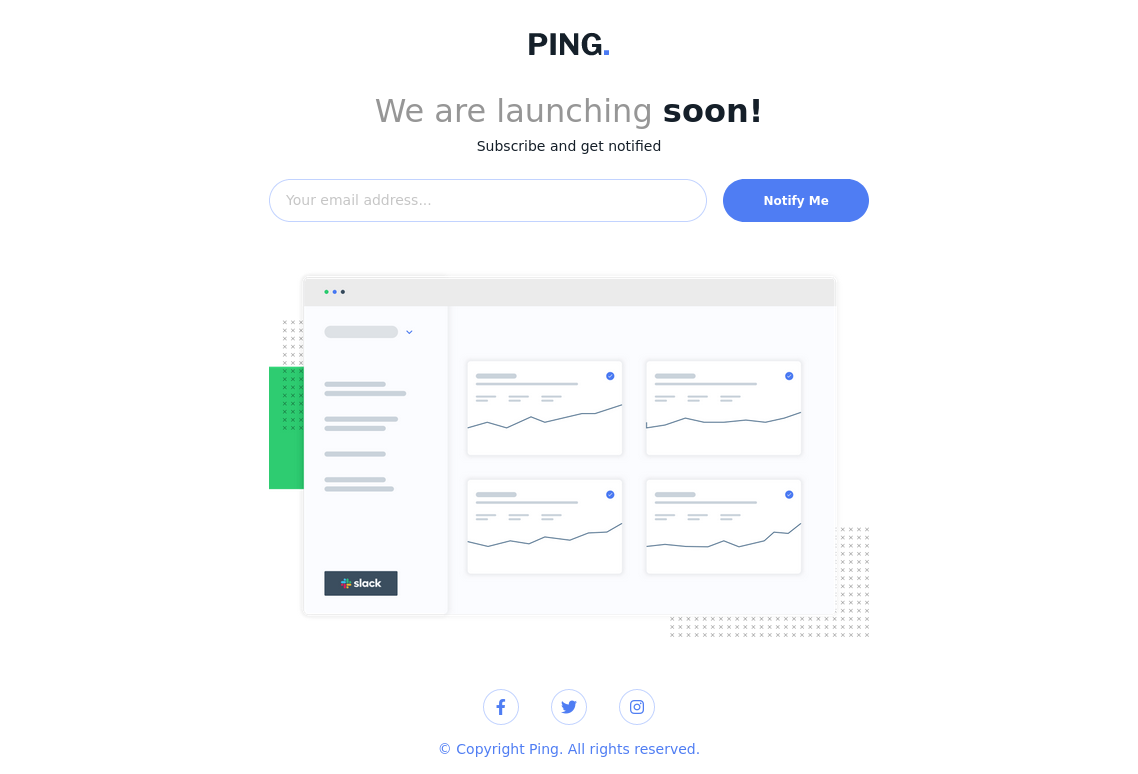 PING.
We are launching soon!
Subscribe and get notified
Your email address...
Notify Me
slack
© Copyright Ping. All rights reserved.